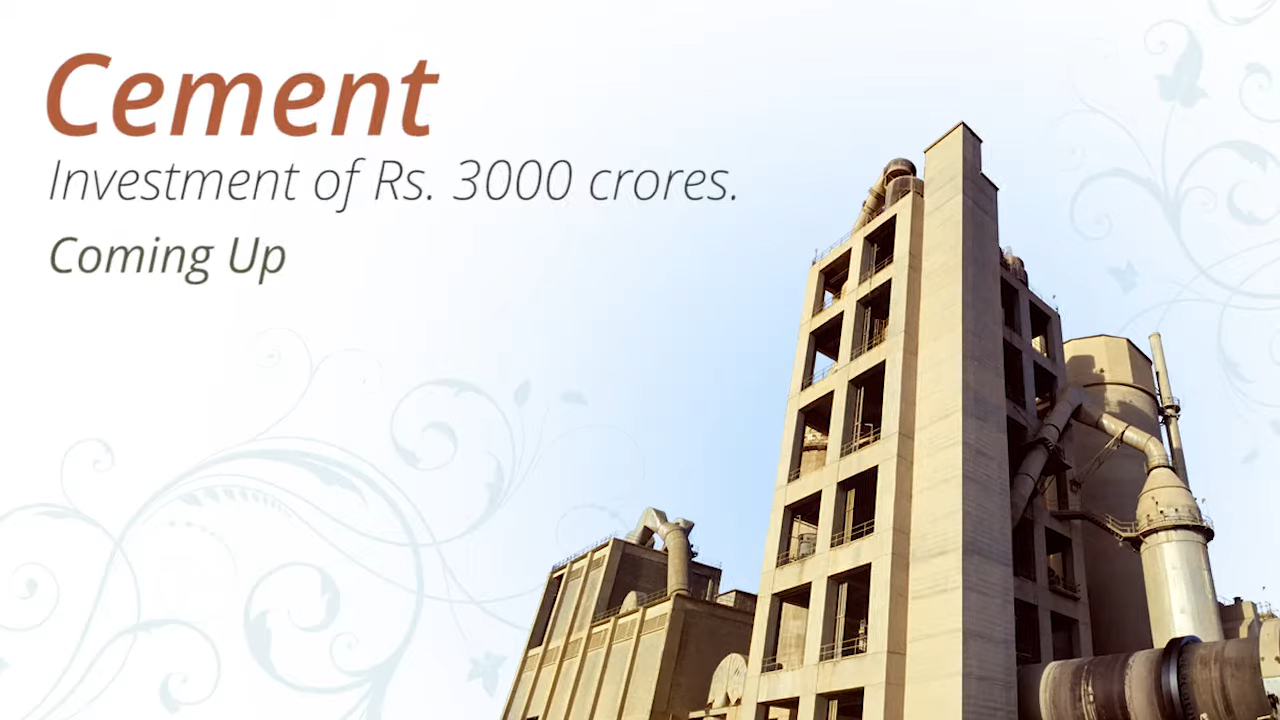 Cement
Investment of Rs. 3000 crores.
Coming Up